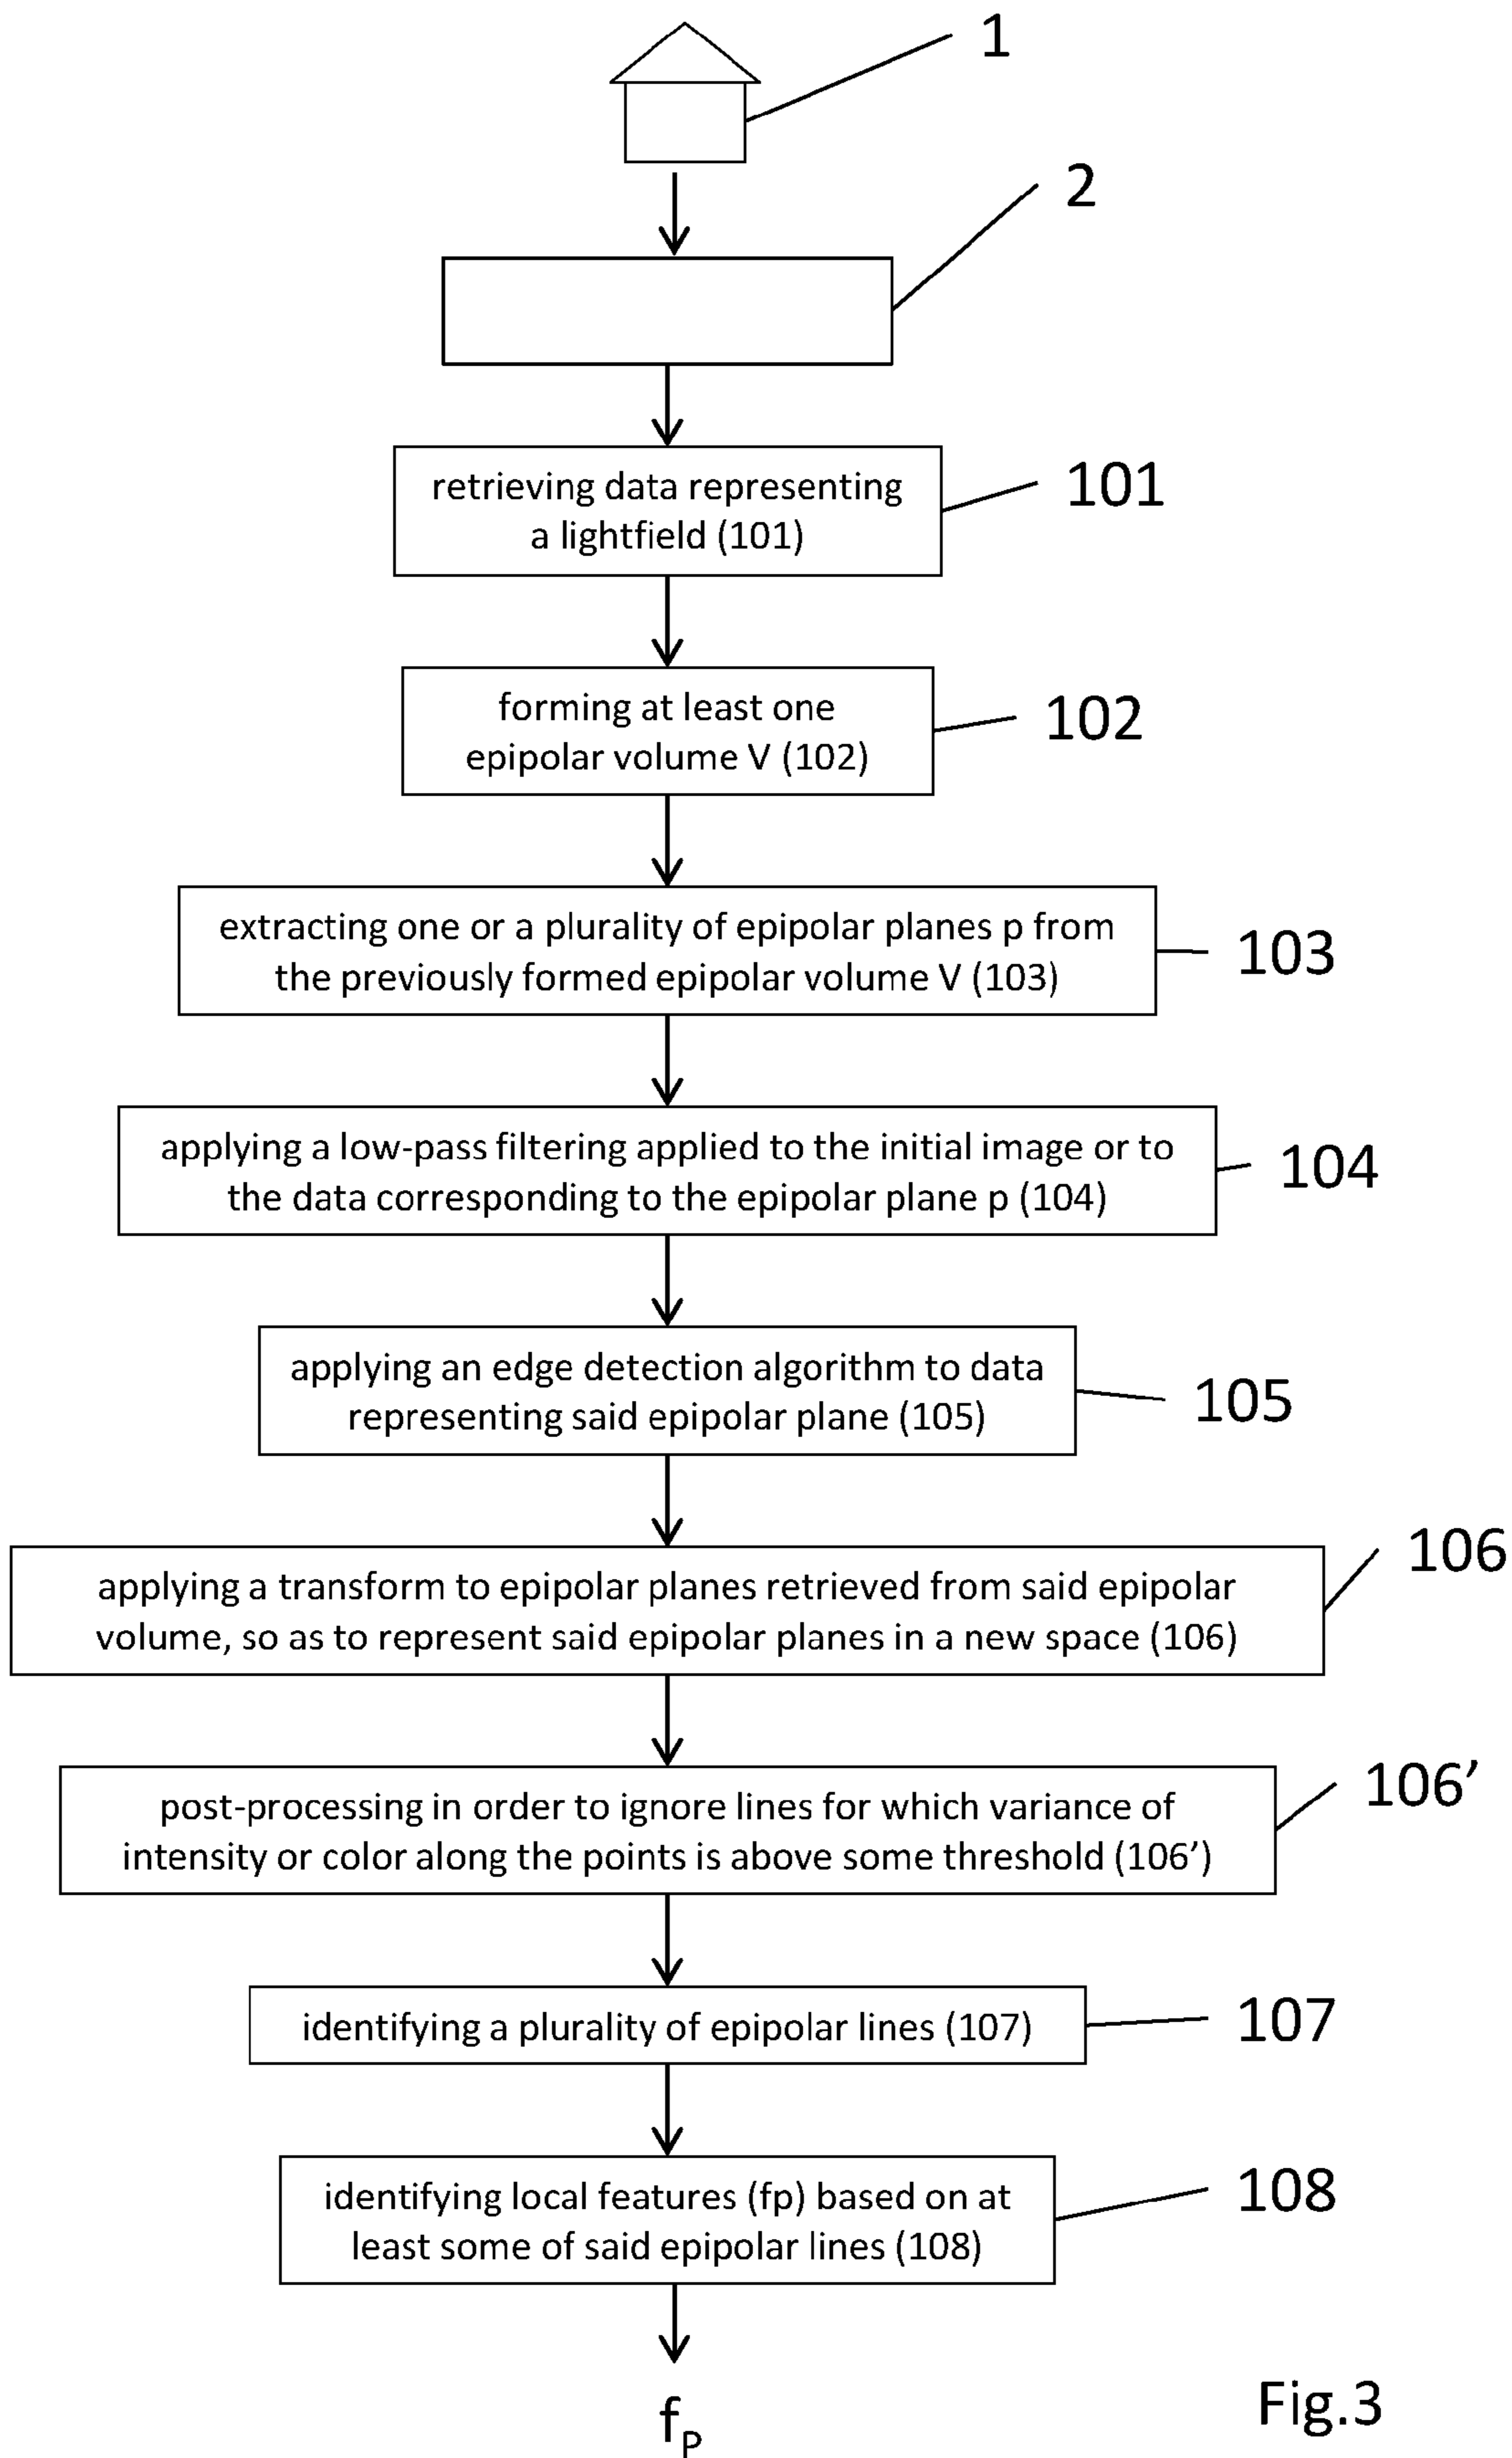 1
2
retrieving data representing
a lightfield (101)
101
forming at least one
epipolar volume V (102)
102
extracting one or a plurality of epipolar planes p from
the previously formed epipolar volume V (103)
103
applying a low-pass filtering applied to the initial image or to
the data corresponding to the epipolar plane p (104)
104
applying an edge detection algorithm to data
representing said epipolar plane (105)
105
applying a transform to epipolar planes retrieved from said epipolar
volume, so as to represent said epipolar planes in a new space (106)
106
post-processing in order to ignore lines for which variance of
intensity or color along the points is above some threshold (106’)
106’
identifying a plurality of epipolar lines (107)
107
identifying local features (fp) based on at
least some of said epipolar lines (108)
108
fP
Fig.3